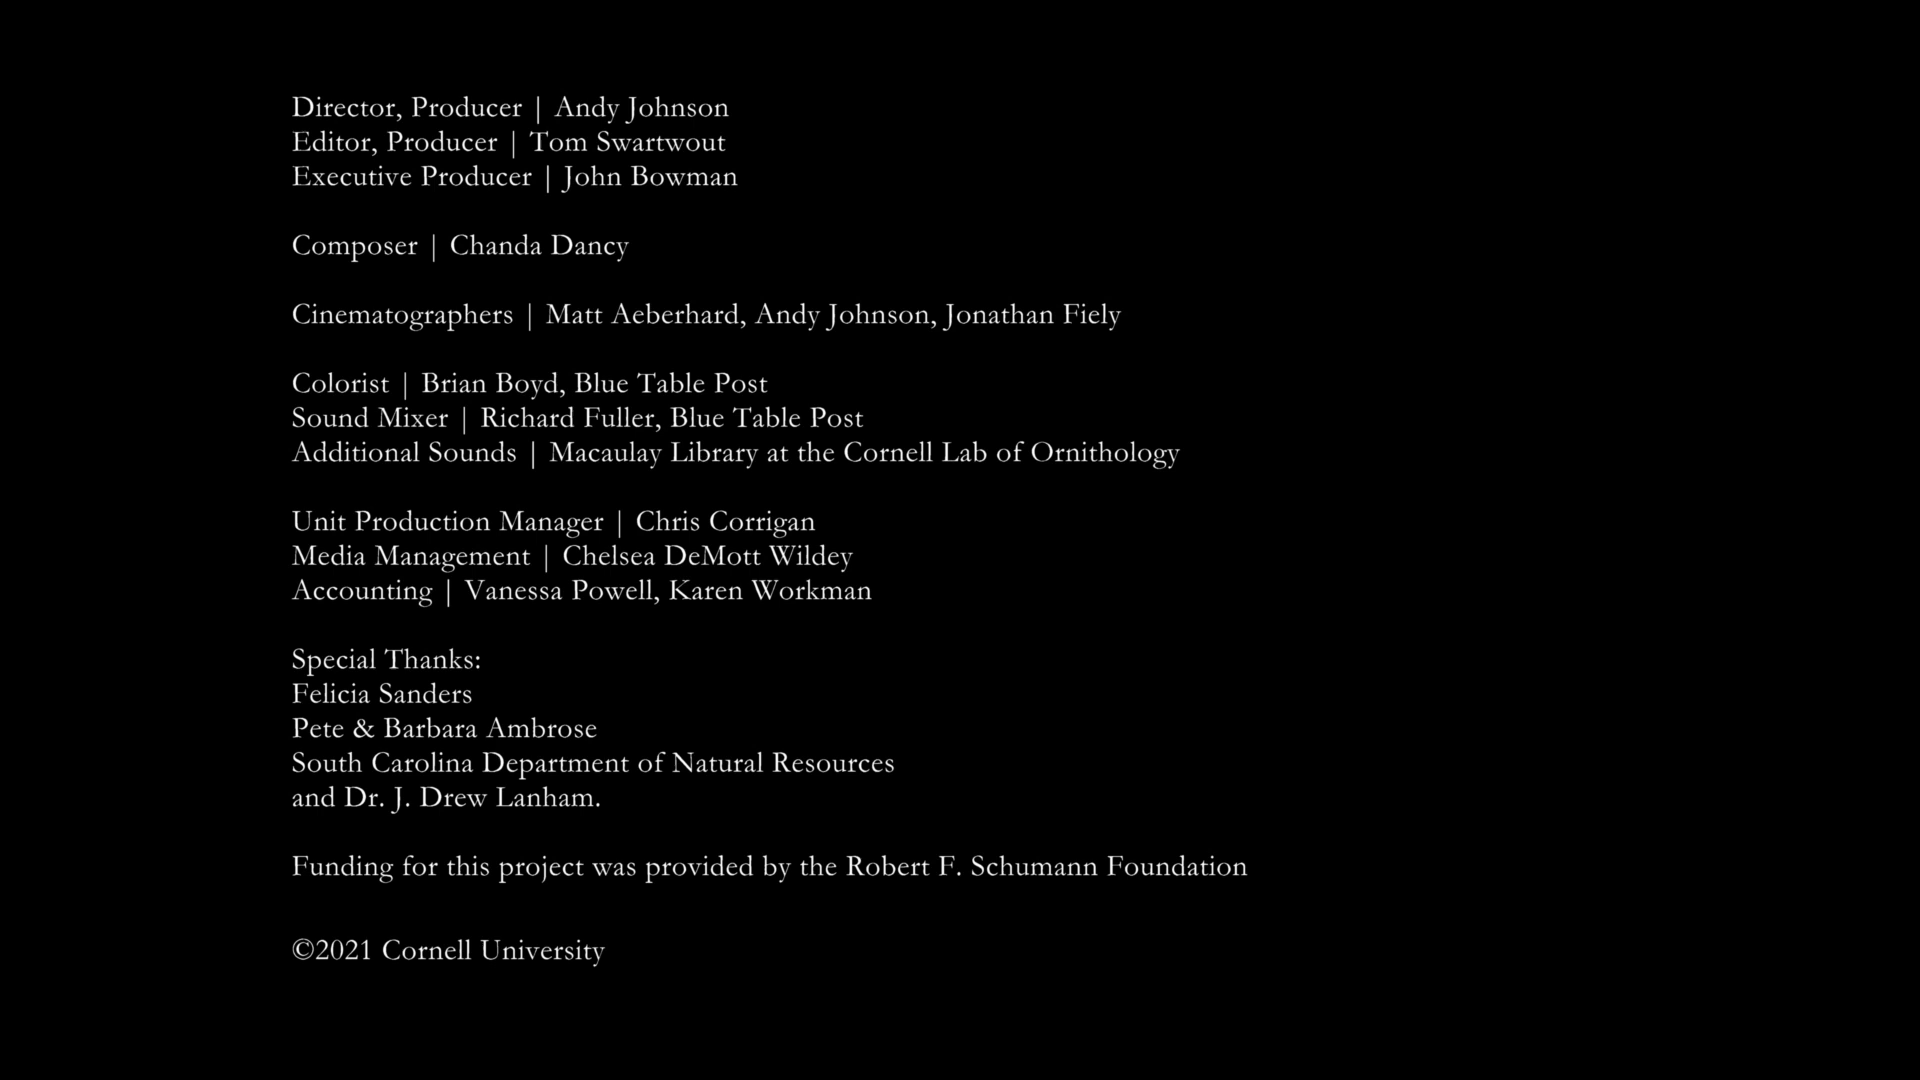 Director, Producer | Andy Johnson
Editor, Producer | Tom Swartwout
Executive Producer | John Bowman
Composer | Chanda Dancy
Cinematographers | Matt Aeberhard, Andy Johnson, Jonathan Fiely
Colorist | Brian Boyd, Blue Table Post
Sound Mixer | Richard Fuller, Blue Table Post
Additional Sounds | Macaulay Library at the Cornell Lab of Ornithology
Unit Production Manager | Chris Corrigan
Media Management | Chelsea DeMott Wildey
Accounting | Vanessa Powell, Karen Workman
Special Thanks:
Felicia Sanders
Pete & Barbara Ambrose
South Carolina Department of Natural Resources
and Dr. J. Drew Lanham.
Funding for this project was provided by the Robert F. Schumann Foundation
©2021 Cornell University